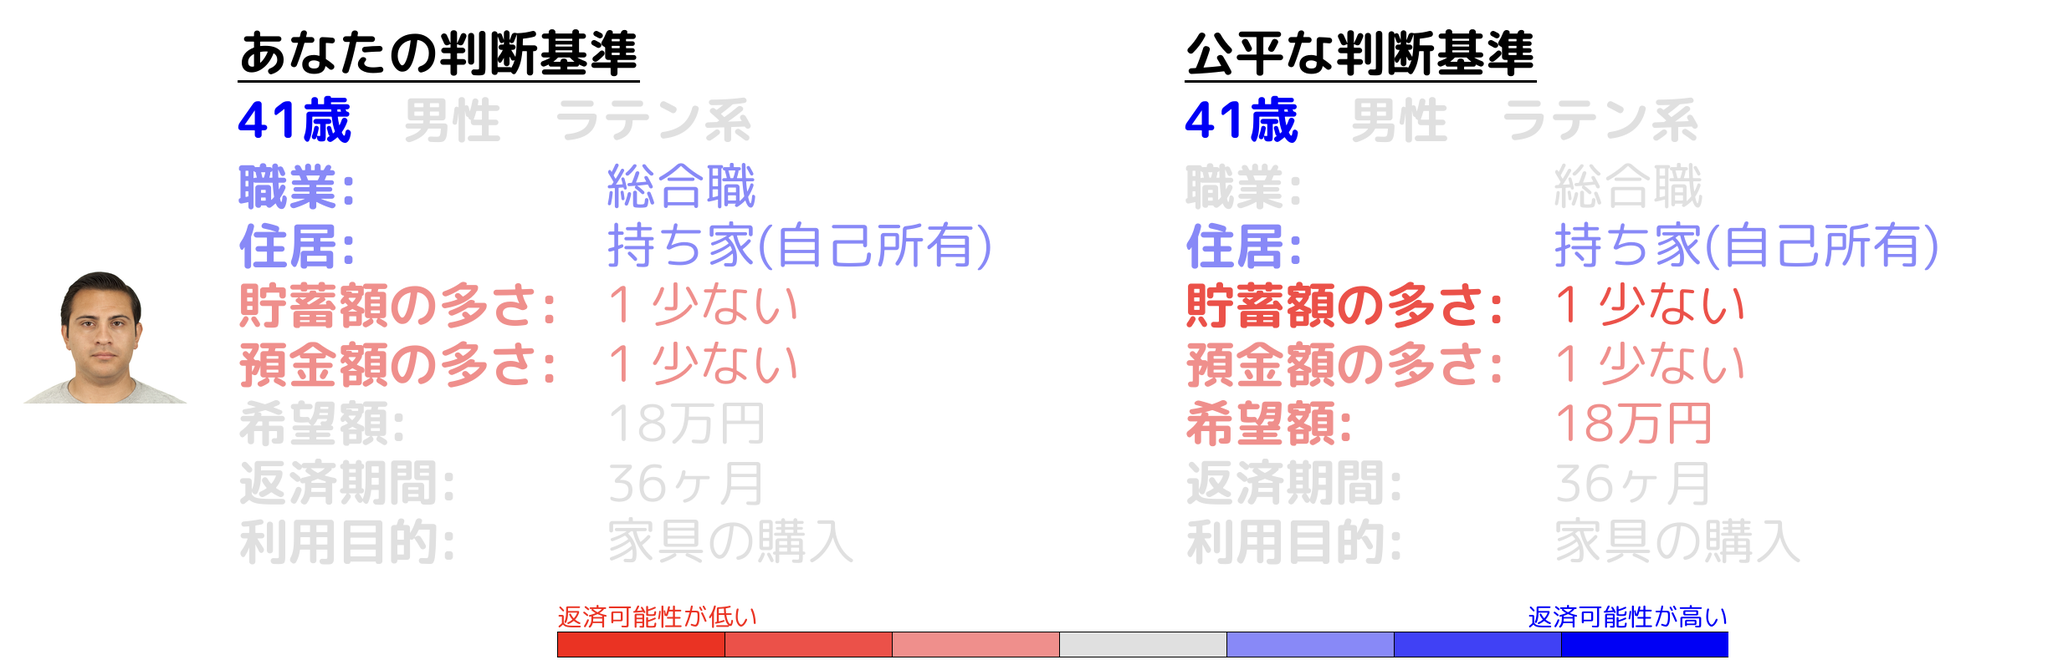 あなたの判断基準
41歳 男性 ラテン系
職業: 総合職
住居: 持ち家(自己所有)
貯蓄額の多さ: 1 少ない
預金額の多さ: 1 少ない
希望額: 18万円
返済期間: 36ヶ月
利用目的: 家具の購入
公平な判断基準
41歳 男性 ラテン系
職業: 総合職
住居: 持ち家(自己所有)
貯蓄額の多さ: 1 少ない
預金額の多さ: 1 少ない
希望額: 18万円
返済期間: 36ヶ月
利用目的: 家具の購入
返済可能性が低い
返済可能性が高い